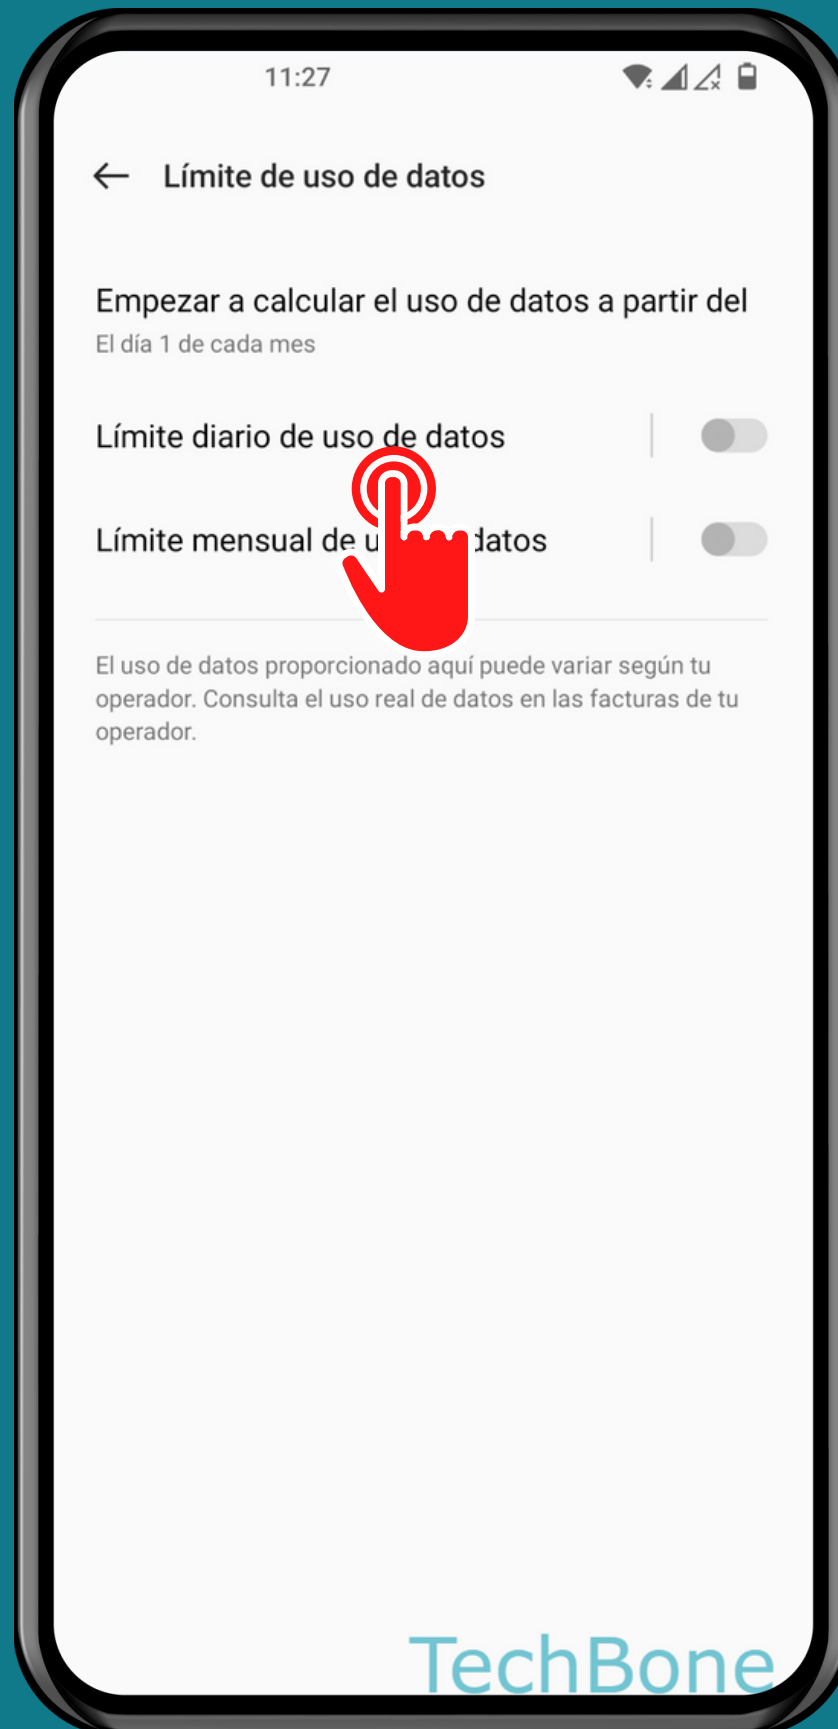 11:27
Límite de uso de datos
Empezar a calcular el uso de datos a partir del
El día 1 de cada mes
Límite diario de uso de datos
Límite mensual de u datos
El uso de datos proporcionado aquí puede variar según tu
operador. Consulta el uso real de datos en las facturas de tu
operador.
TechBone